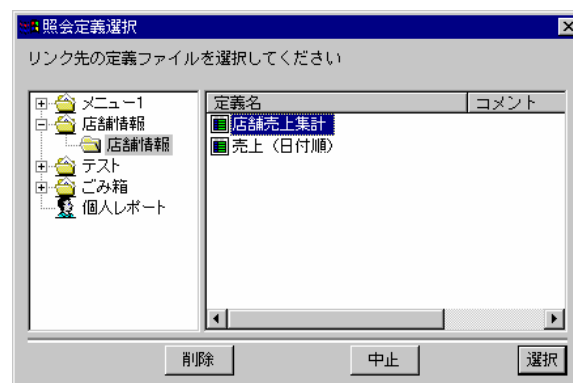 照会定義選択
リンク先の定義ファイルを選択してください
メニュー1
店舗情報
店舗情報
テスト
ごみ箱
個人レポート
定義名 コメント
店舗売上集計
売上（日付順）
削除 中止 選択